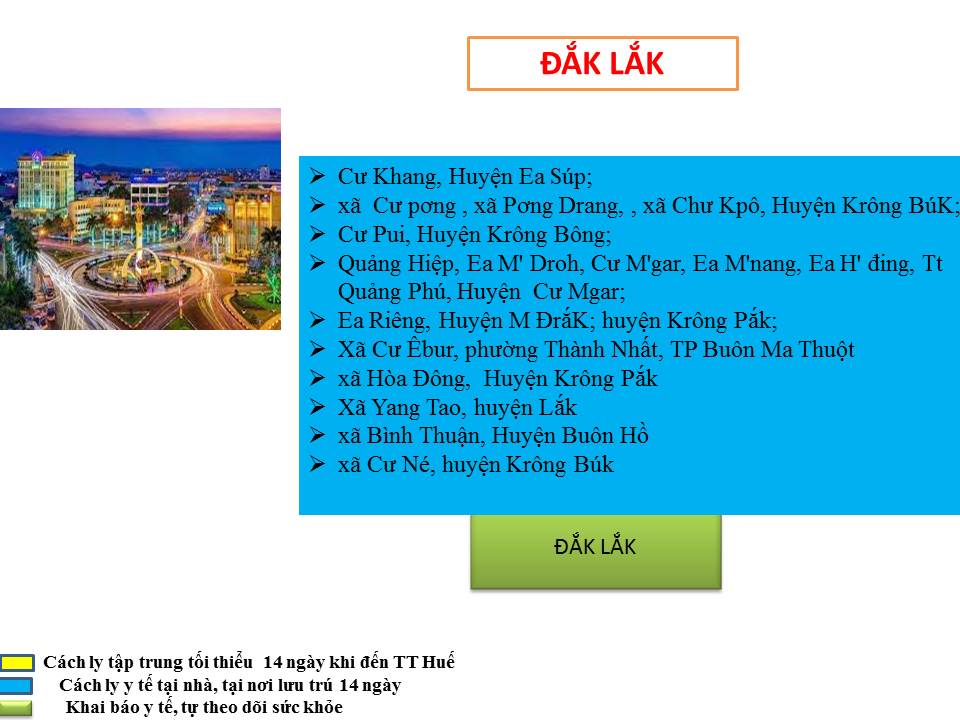 ĐẮK LẮK
Cư Khang, Huyện Ea Súp;
xã Cư pơng , xã Pơng Drang, , xã Chư Kpô, Huyện Krông BúK;
Cư Pui, Huyện Krông Bông;
Quảng Hiệp, Ea M' Droh, Cư M'gar, Ea M'nang, Ea H' đing, Tt
Quảng Phú, Huyện Cư Mgar;
Ea Riêng, Huyện M ĐrắK; huyện Krông Pắk;
Xã Cư Êbur, phường Thành Nhất, TP Buôn Ma Thuột
xã Hòa Đông, Huyện Krông Pắk
Xã Yang Tao, huyện Lắk
xã Bình Thuận, Huyện Buôn Hồ
xã Cư Né, huyện Krông Búk
ĐẮK LẮK
Cách ly tập trung tối thiểu 14 ngày khi đến TT Huế
Cách ly y tế tại nhà, tại nơi lưu trú 14 ngày
Khai báo y tế, tự theo dõi sức khỏe